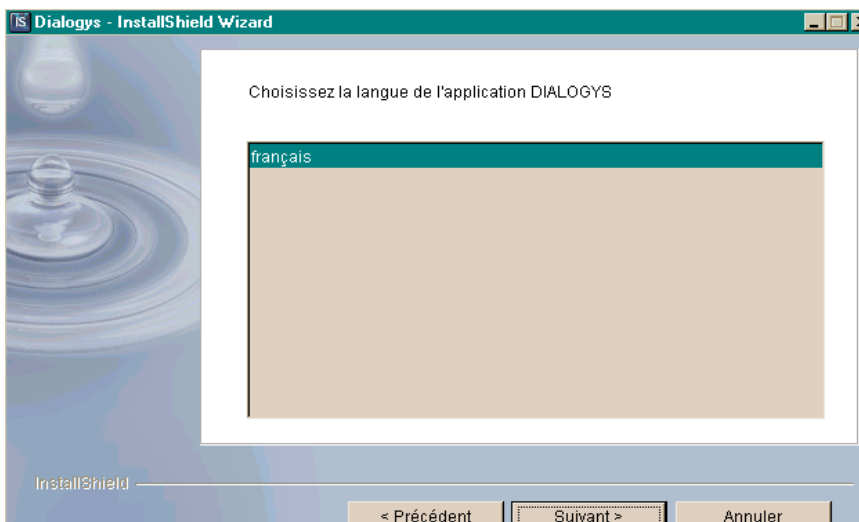 Dialogys - InstallShield Wizard
Choisissez la langue de l'application DIALOGYS
français
InstallShield
< Précédent
Suivant >
Annuler